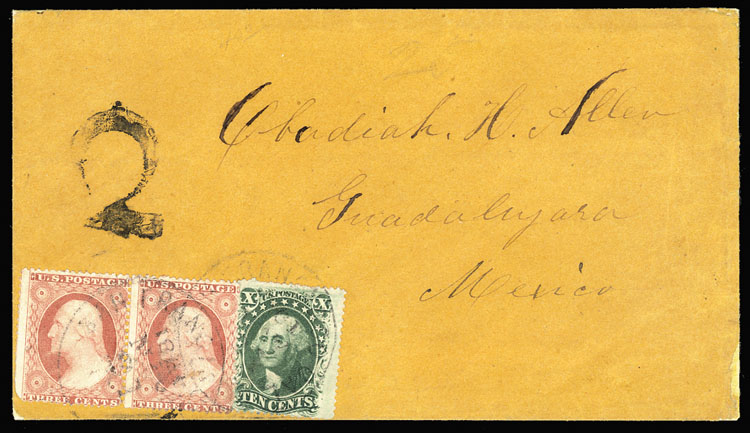 2
Obadiah. H. Allen
Guadalajara
Mexico
U.S. POSTAGE
THREE CENTS
U.S. POSTAGE
THREE CENTS
X U.S. POSTAGE X
TEN CENTS